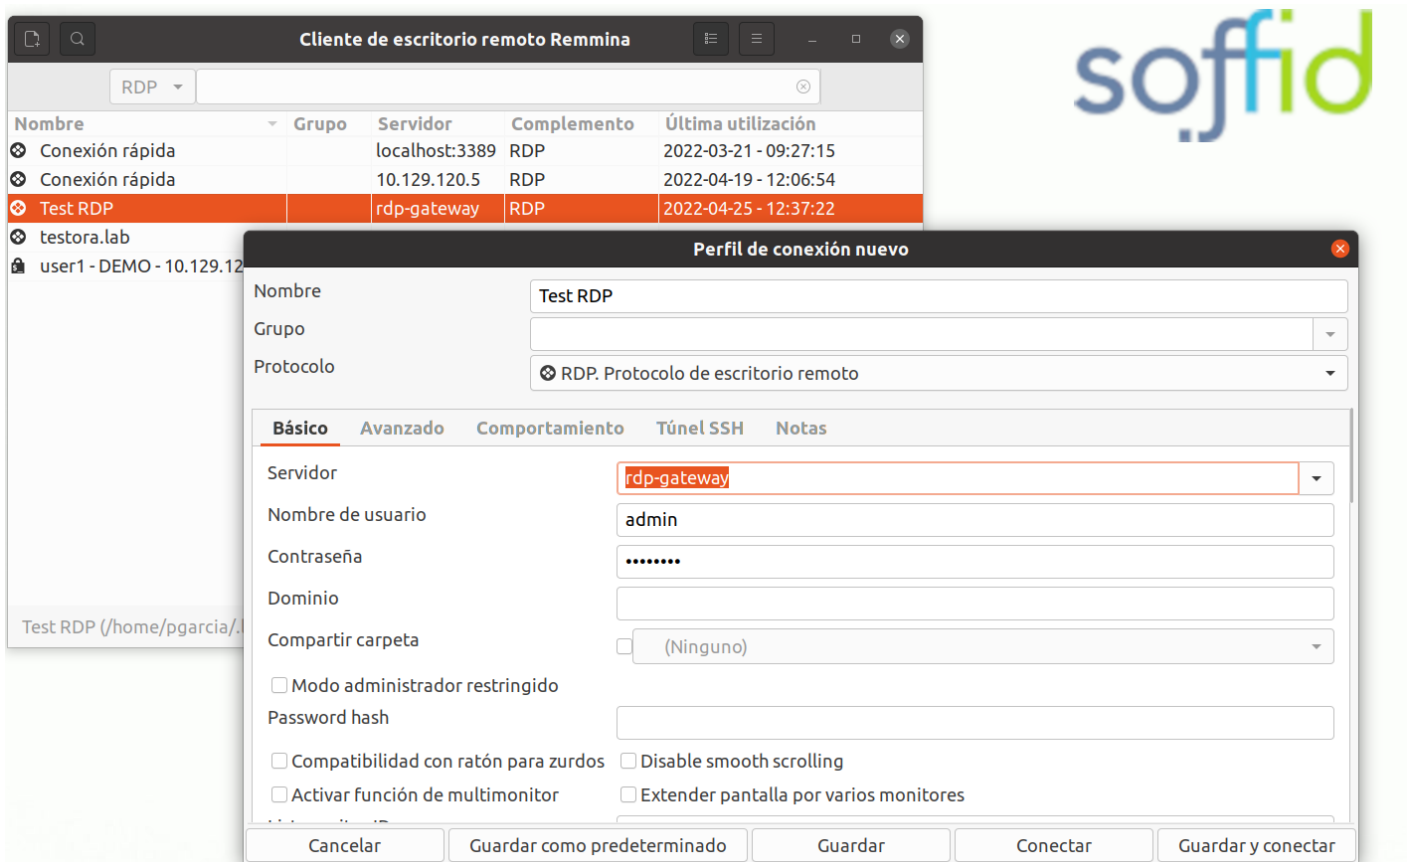 Cliente de escritorio remoto Remmina
soffid
RDP
Nombre Grupo Servidor Complemento Última utilización
Conexión rápida localhost:3389 RDP 2022-03-21 - 09:27:15
Conexión rápida 10.129.120.5 RDP 2022-04-19 - 12:06:54
Test RDP rdp-gateway RDP 2022-04-25 - 12:37:22
testora.lab
user1 - DEMO - 10.129.12
Perfil de conexión nuevo
Nombre Test RDP
Grupo
Protocolo RDP. Protocolo de escritorio remoto
Básico Avanzado Comportamiento Túnel SSH Notas
Servidor rdp-gateway
Nombre de usuario admin
Contraseña ••••••••
Dominio
Test RDP (/home/pgarcia/.
Compartir carpeta (Ninguno)
Modo administrador restringido
Password hash
Compatibilidad con ratón para zurdos Disable smooth scrolling
Activar función de multimonitor Extender pantalla por varios monitores
Cancelar Guardar como predeterminado Guardar Conectar Guardar y conectar